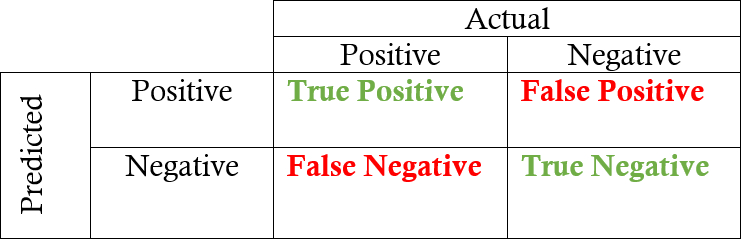 Actual
Positive Negative
Predicted
Positive True Positive False Positive
Negative False Negative True Negative